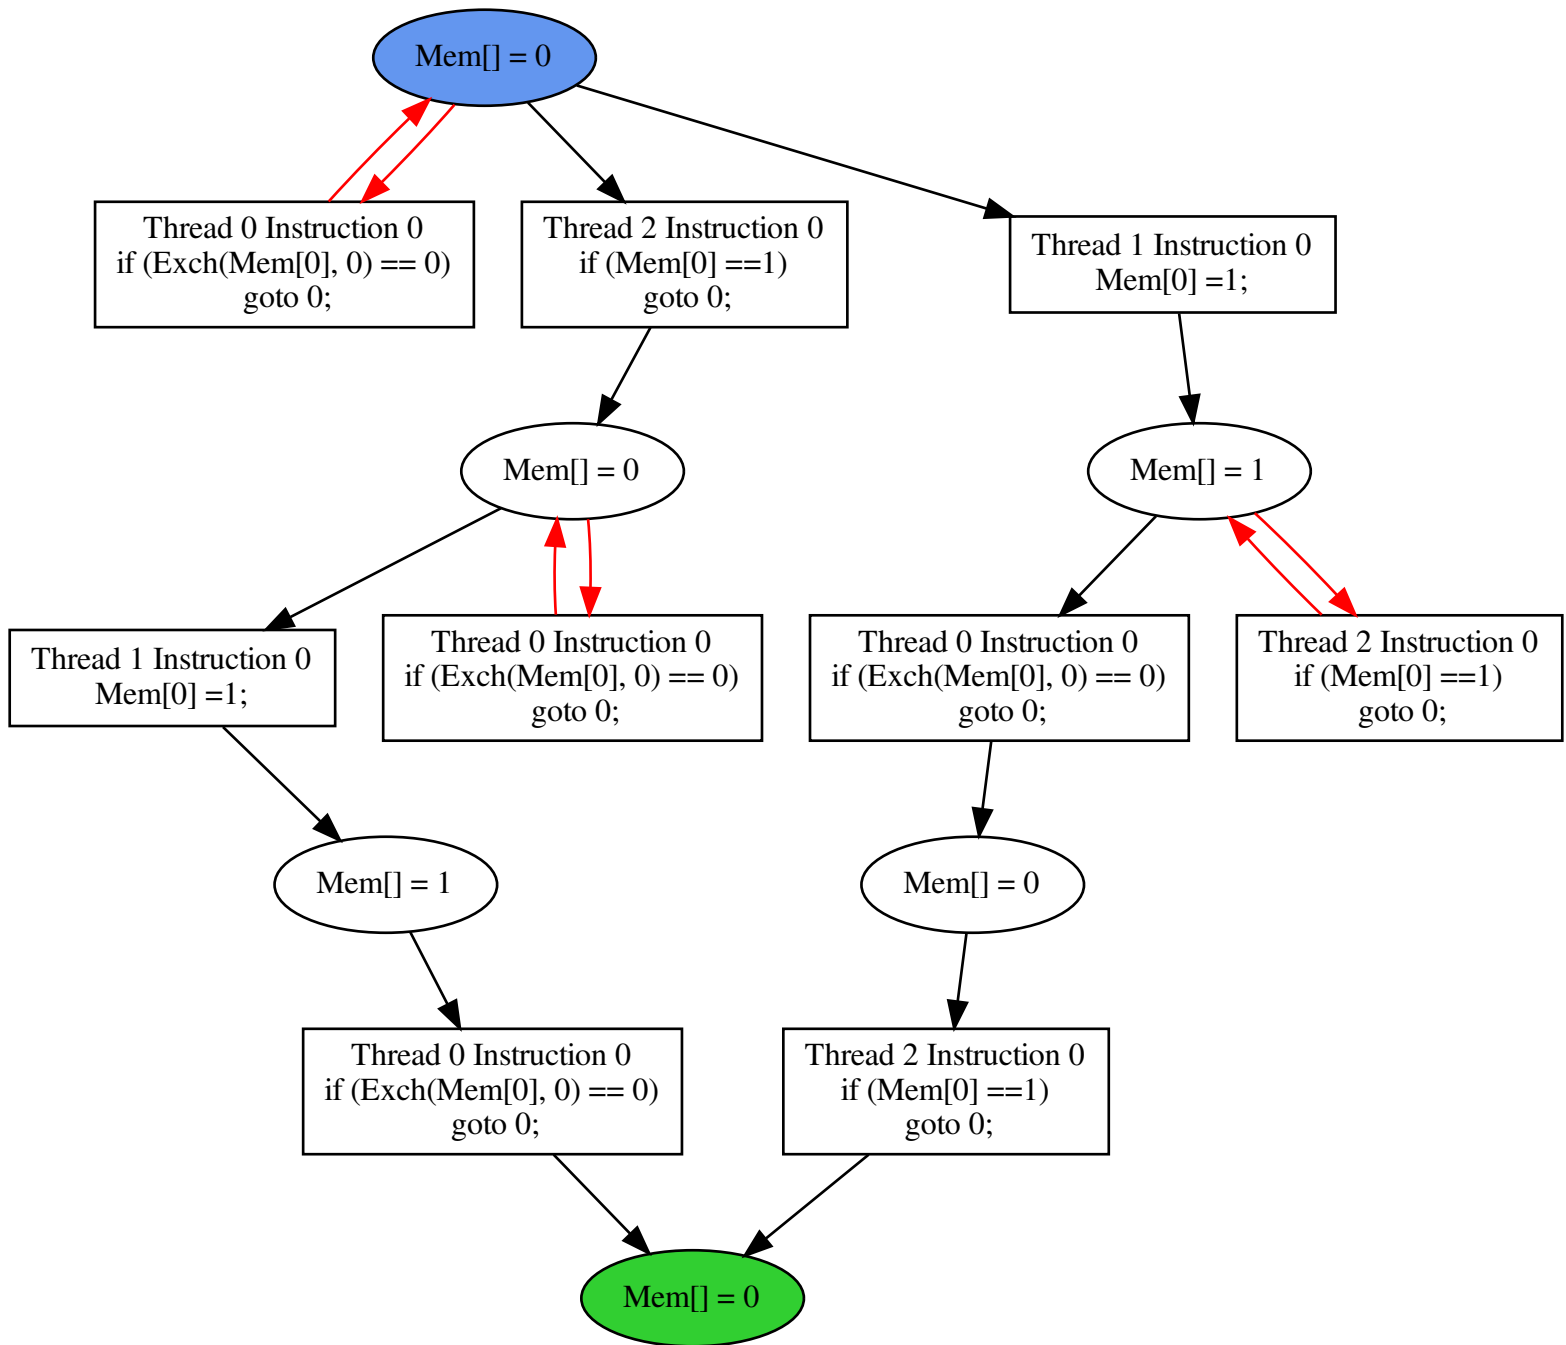 Mem[] = 0
Thread 0 Instruction 0
if (Exch(Mem[0], 0) == 0)
goto 0;
Thread 2 Instruction 0
if (Mem[0] ==1)
goto 0;
Thread 1 Instruction 0
Mem[0] =1;
Mem[] = 0
Mem[] = 1
Thread 1 Instruction 0
Mem[0] =1;
Thread 0 Instruction 0
if (Exch(Mem[0], 0) == 0)
goto 0;
Thread 0 Instruction 0
if (Exch(Mem[0], 0) == 0)
goto 0;
Thread 2 Instruction 0
if (Mem[0] ==1)
goto 0;
Mem[] = 1
Mem[] = 0
Thread 0 Instruction 0
if (Exch(Mem[0], 0) == 0)
goto 0;
Thread 2 Instruction 0
if (Mem[0] ==1)
goto 0;
Mem[] = 0